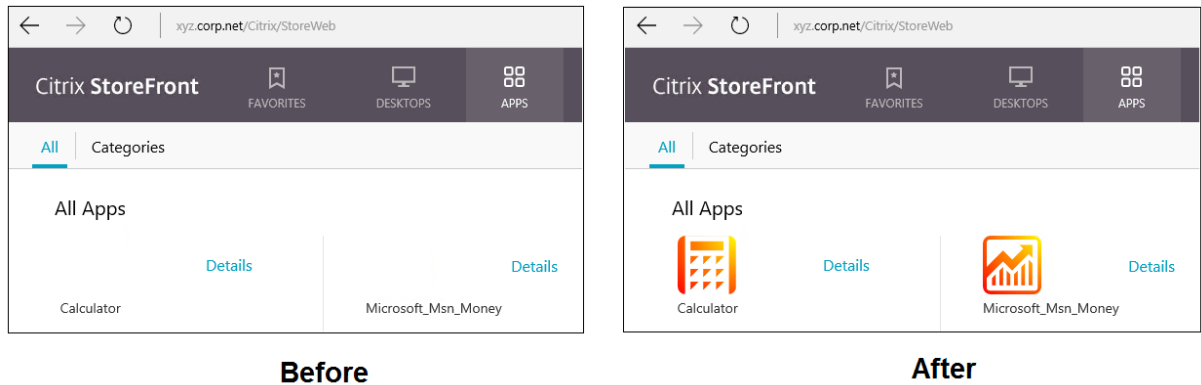 xyz.corp.net/Citrix/StoreWeb
Citrix StoreFront
FAVORITES
DESKTOPS
APPS
All
Categories
All Apps
Details
Details
Calculator
Microsoft_Msn_Money
Before
xyz.corp.net/Citrix/StoreWeb
Citrix StoreFront
FAVORITES
DESKTOPS
APPS
All
Categories
All Apps
Details
Details
Calculator
Microsoft_Msn_Money
After